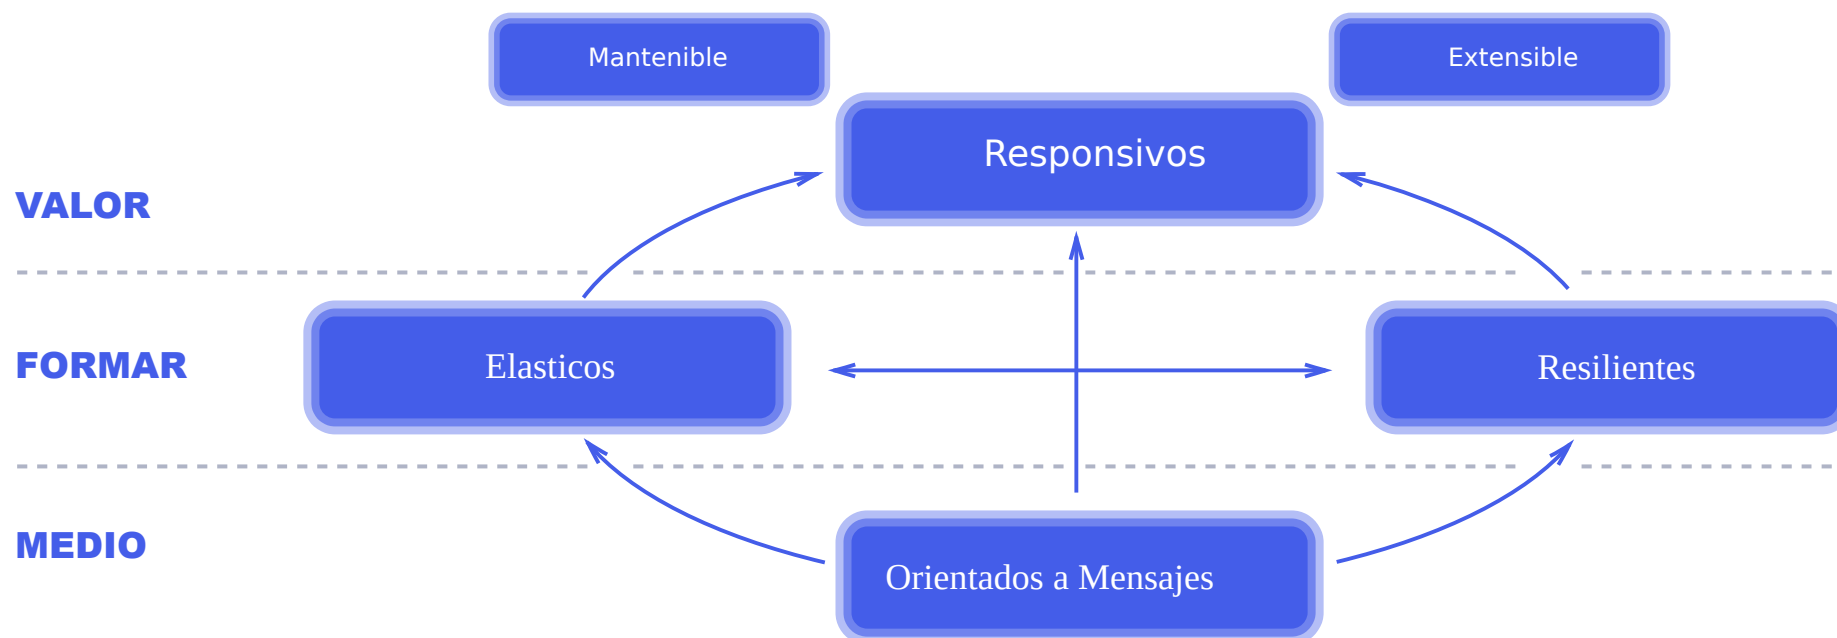 Mantenible
Extensible
Responsivos
VALOR
FORMAR
Elasticos
Resilientes
MEDIO
Orientados a Mensajes